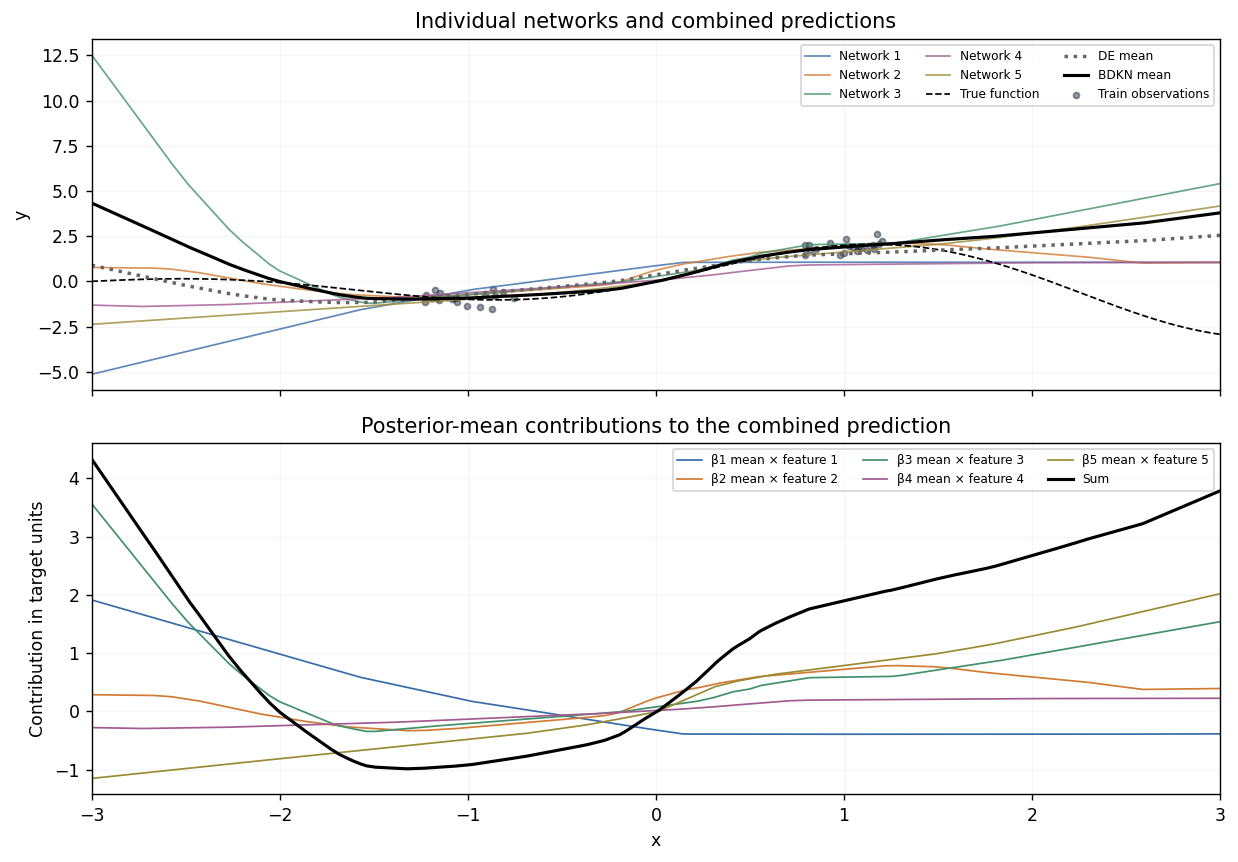 Individual networks and combined predictions
12.5
10.0
7.5
5.0
2.5
0.0
−2.5
−5.0
y
Network 1
Network 2
Network 3
Network 4
Network 5
True function
DE mean
BDKN mean
Train observations
Posterior-mean contributions to the combined prediction
4
3
2
1
0
−1
Contribution in target units
β1 mean × feature 1
β2 mean × feature 2
β3 mean × feature 3
β4 mean × feature 4
β5 mean × feature 5
Sum
−3
−2
−1
0
1
2
3
x